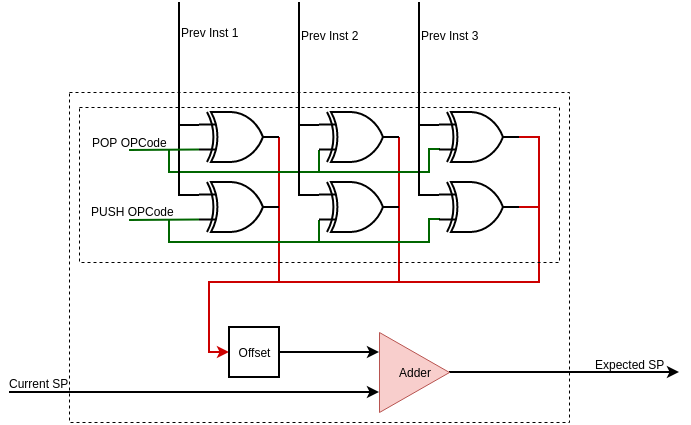 Prev Inst 1
Prev Inst 2
Prev Inst 3
POP OPCode
PUSH OPCode
Offset
Adder
Expected SP
Current SP